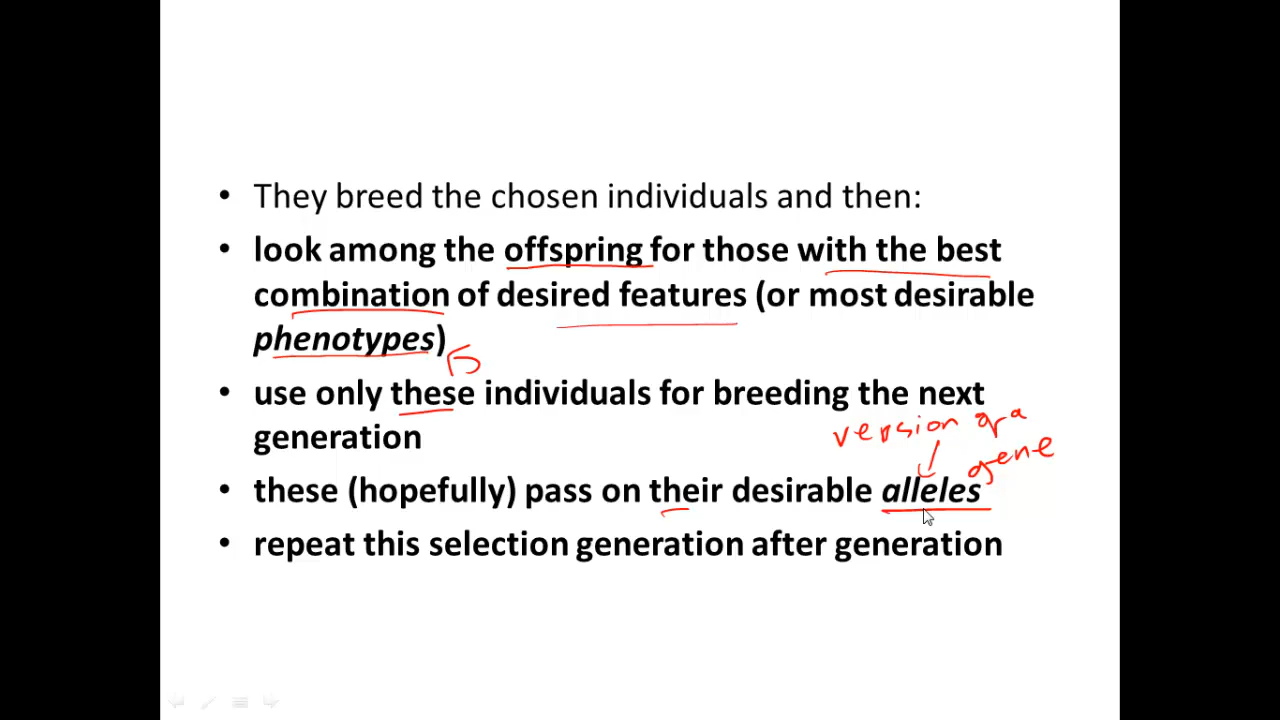 • They breed the chosen individuals and then:
• look among the offspring for those with the best
combination of desired features (or most desirable
phenotypes)
• use only these individuals for breeding the next
generation
version of a
gene
• these (hopefully) pass on their desirable alleles
• repeat this selection generation after generation